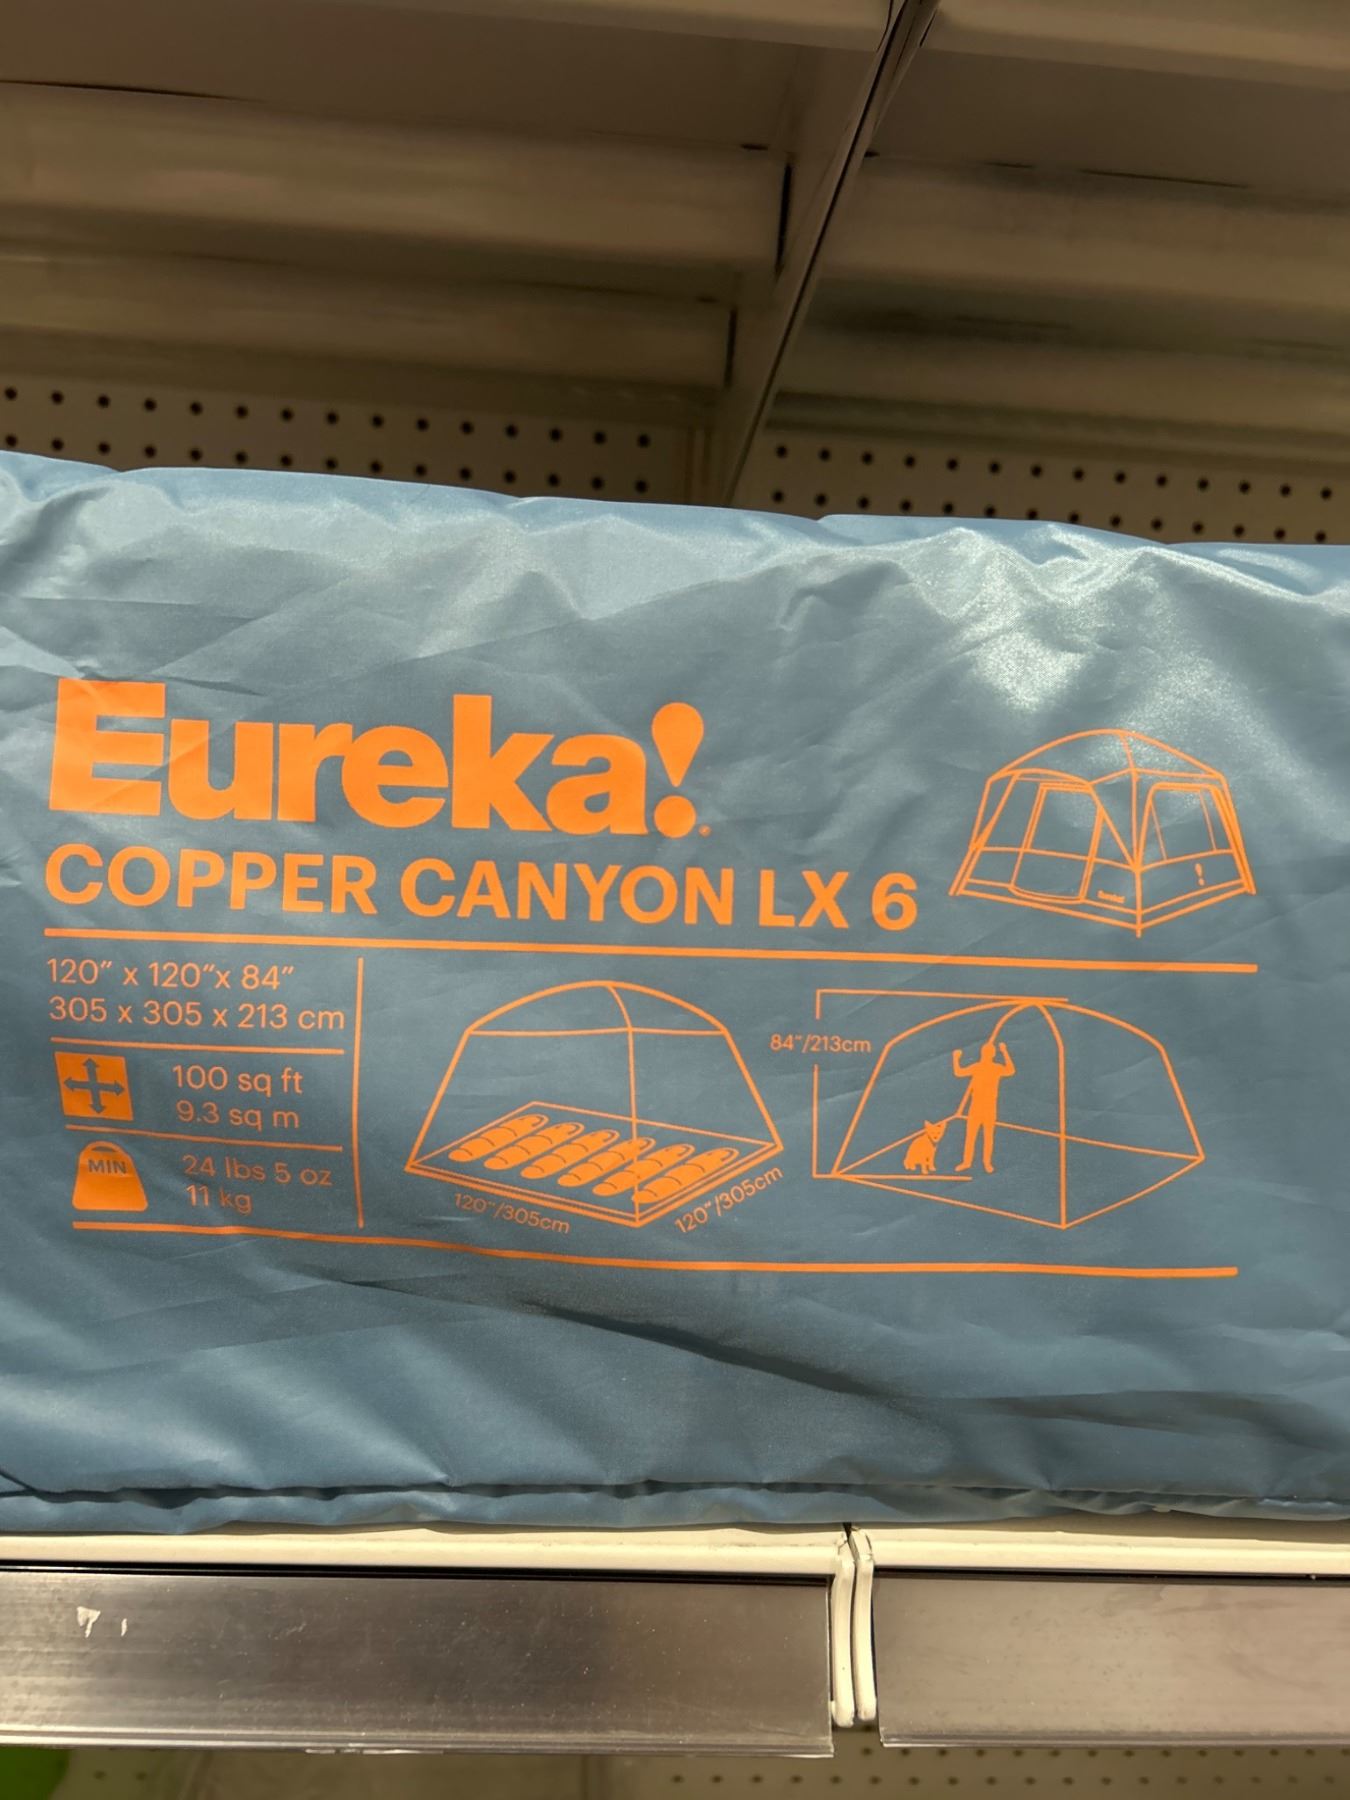 Eureka!
COPPER CANYON LX 6
120" x 120"x 84"
305 x 305 x 213 cm
100 sq ft
9.3 sq m
MIN
24 lbs 5 oz
11 kg
120"/305cm
120"/305cm
84"/213cm
Eureka!
!